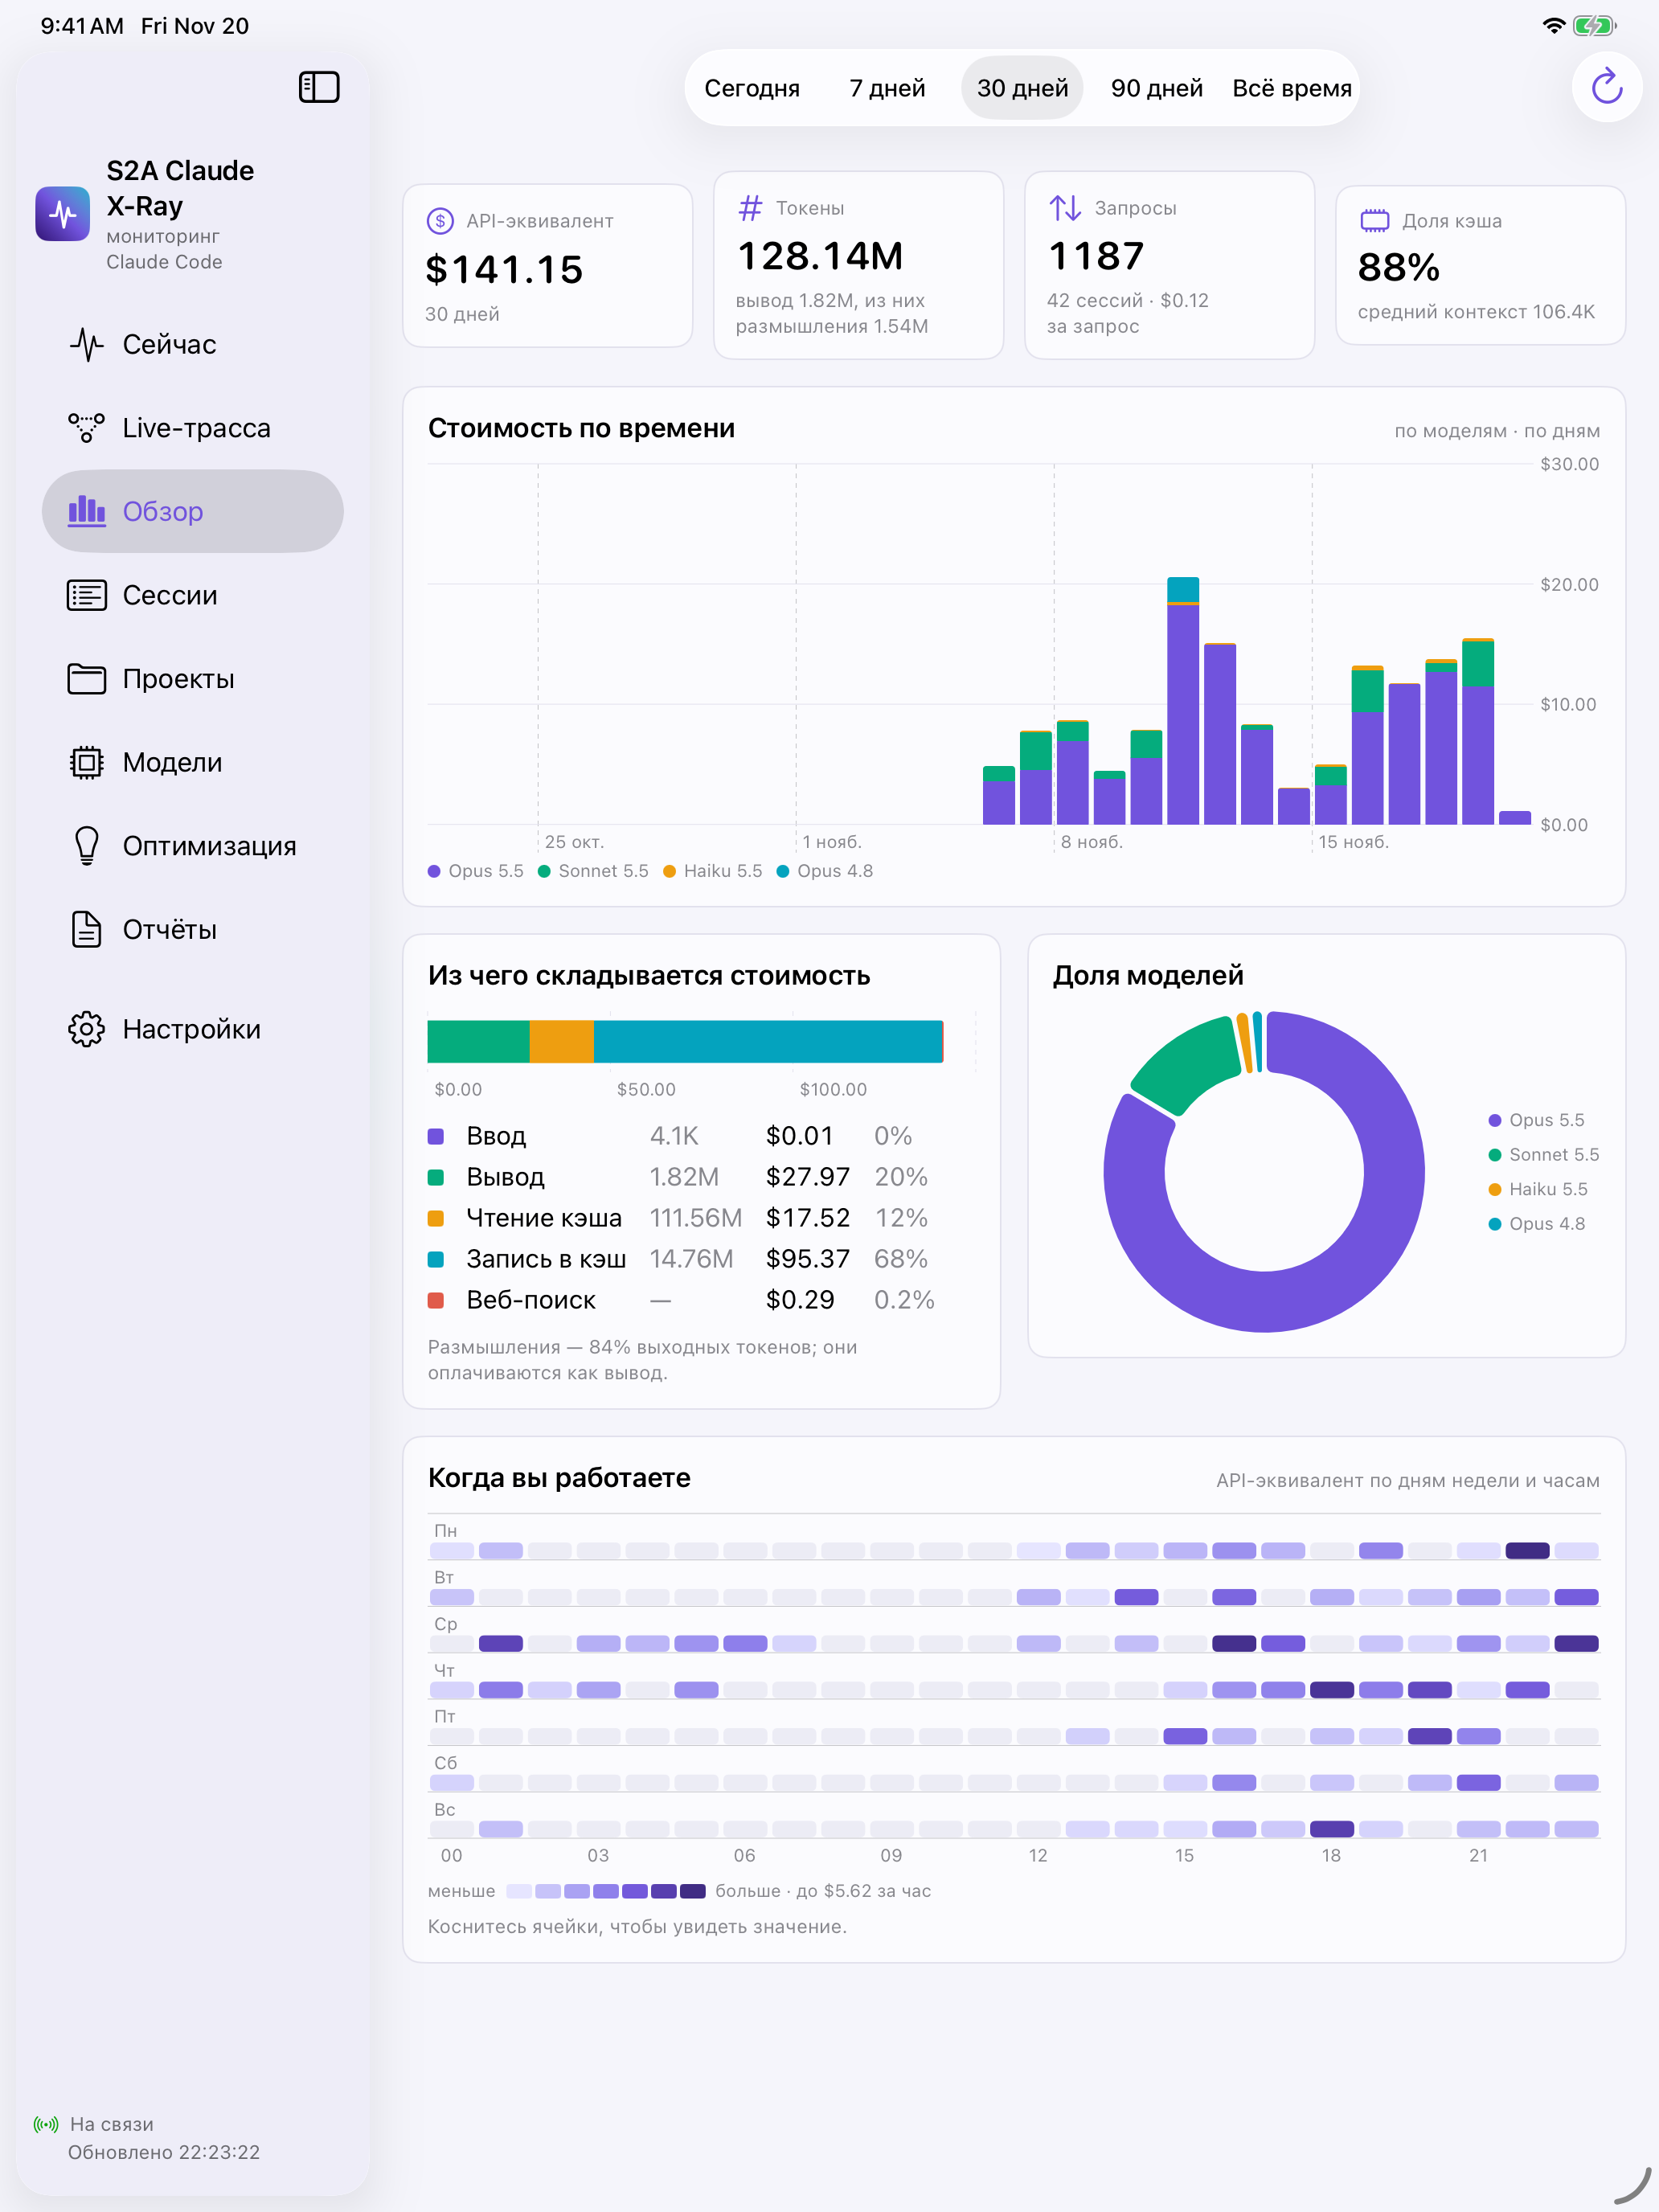 9:41 AM Fri Nov 20
S2A Claude
X-Ray
мониторинг
Claude Code
Сейчас
Live-трасса
Обзор
Сессии
Проекты
Модели
Оптимизация
Отчёты
Настройки
На связи
Обновлено 22:23:22
Сегодня 7 дней 30 дней 90 дней Всё время
API-эквивалент
$141.15
30 дней
Токены
128.14M
вывод 1.82M, из них
размышления 1.54M
Запросы
1187
42 сессий · $0.12
за запрос
Доля кэша
88%
средний контекст 106.4K
Стоимость по времени
по моделям · по дням
$30.00
$20.00
$10.00
$0.00
25 окт. 1 нояб. 8 нояб. 15 нояб.
Opus 5.5 Sonnet 5.5 Haiku 5.5 Opus 4.8
Из чего складывается стоимость
$0.00 $50.00 $100.00
Ввод 4.1K $0.01 0%
Вывод 1.82M $27.97 20%
Чтение кэша 111.56M $17.52 12%
Запись в кэш 14.76M $95.37 68%
Веб-поиск — $0.29 0.2%
Размышления — 84% выходных токенов; они
оплачиваются как вывод.
Доля моделей
Opus 5.5
Sonnet 5.5
Haiku 5.5
Opus 4.8
Когда вы работаете
API-эквивалент по дням недели и часам
Пн
Вт
Ср
Чт
Пт
Сб
Вс
00 03 06 09 12 15 18 21
меньше больше · до $5.62 за час
Коснитесь ячейки, чтобы увидеть значение.